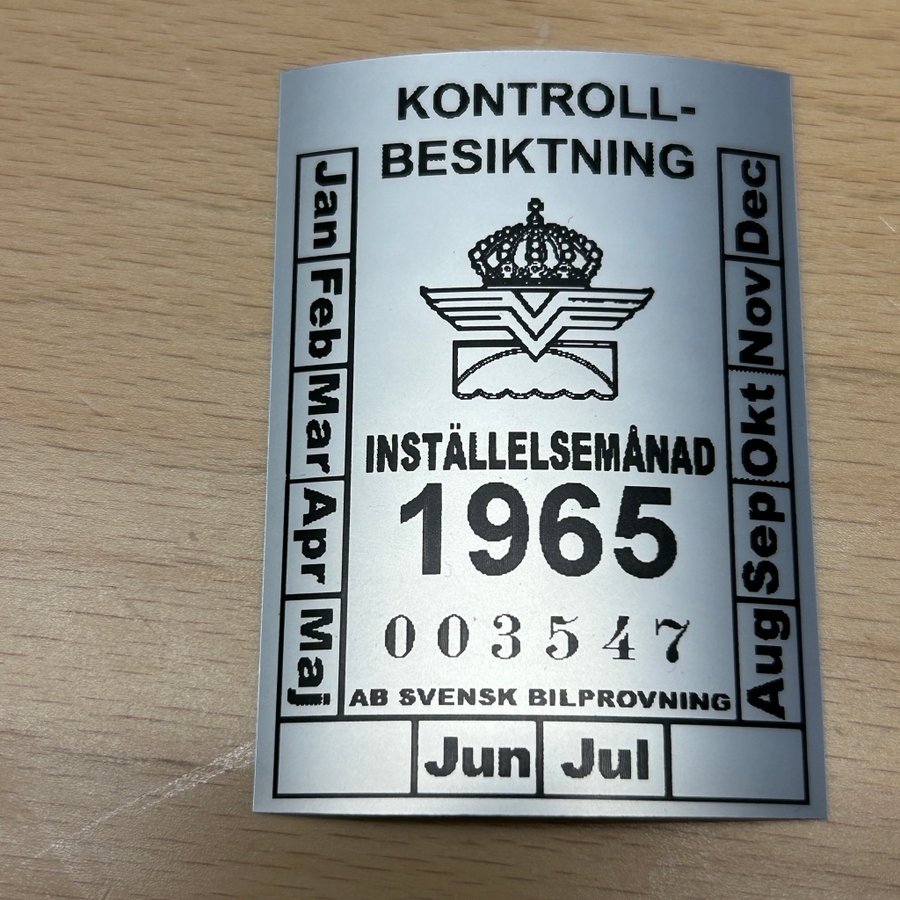 KONTROLL-
BESIKTNING
Jan
Feb
Mar
Apr
Maj
INSTÄLLELSEMÅNAD
1965
003547
AB SVENSK BILPROVNING
Jun
Jul
Aug
Sep
Okt
Nov
Dec